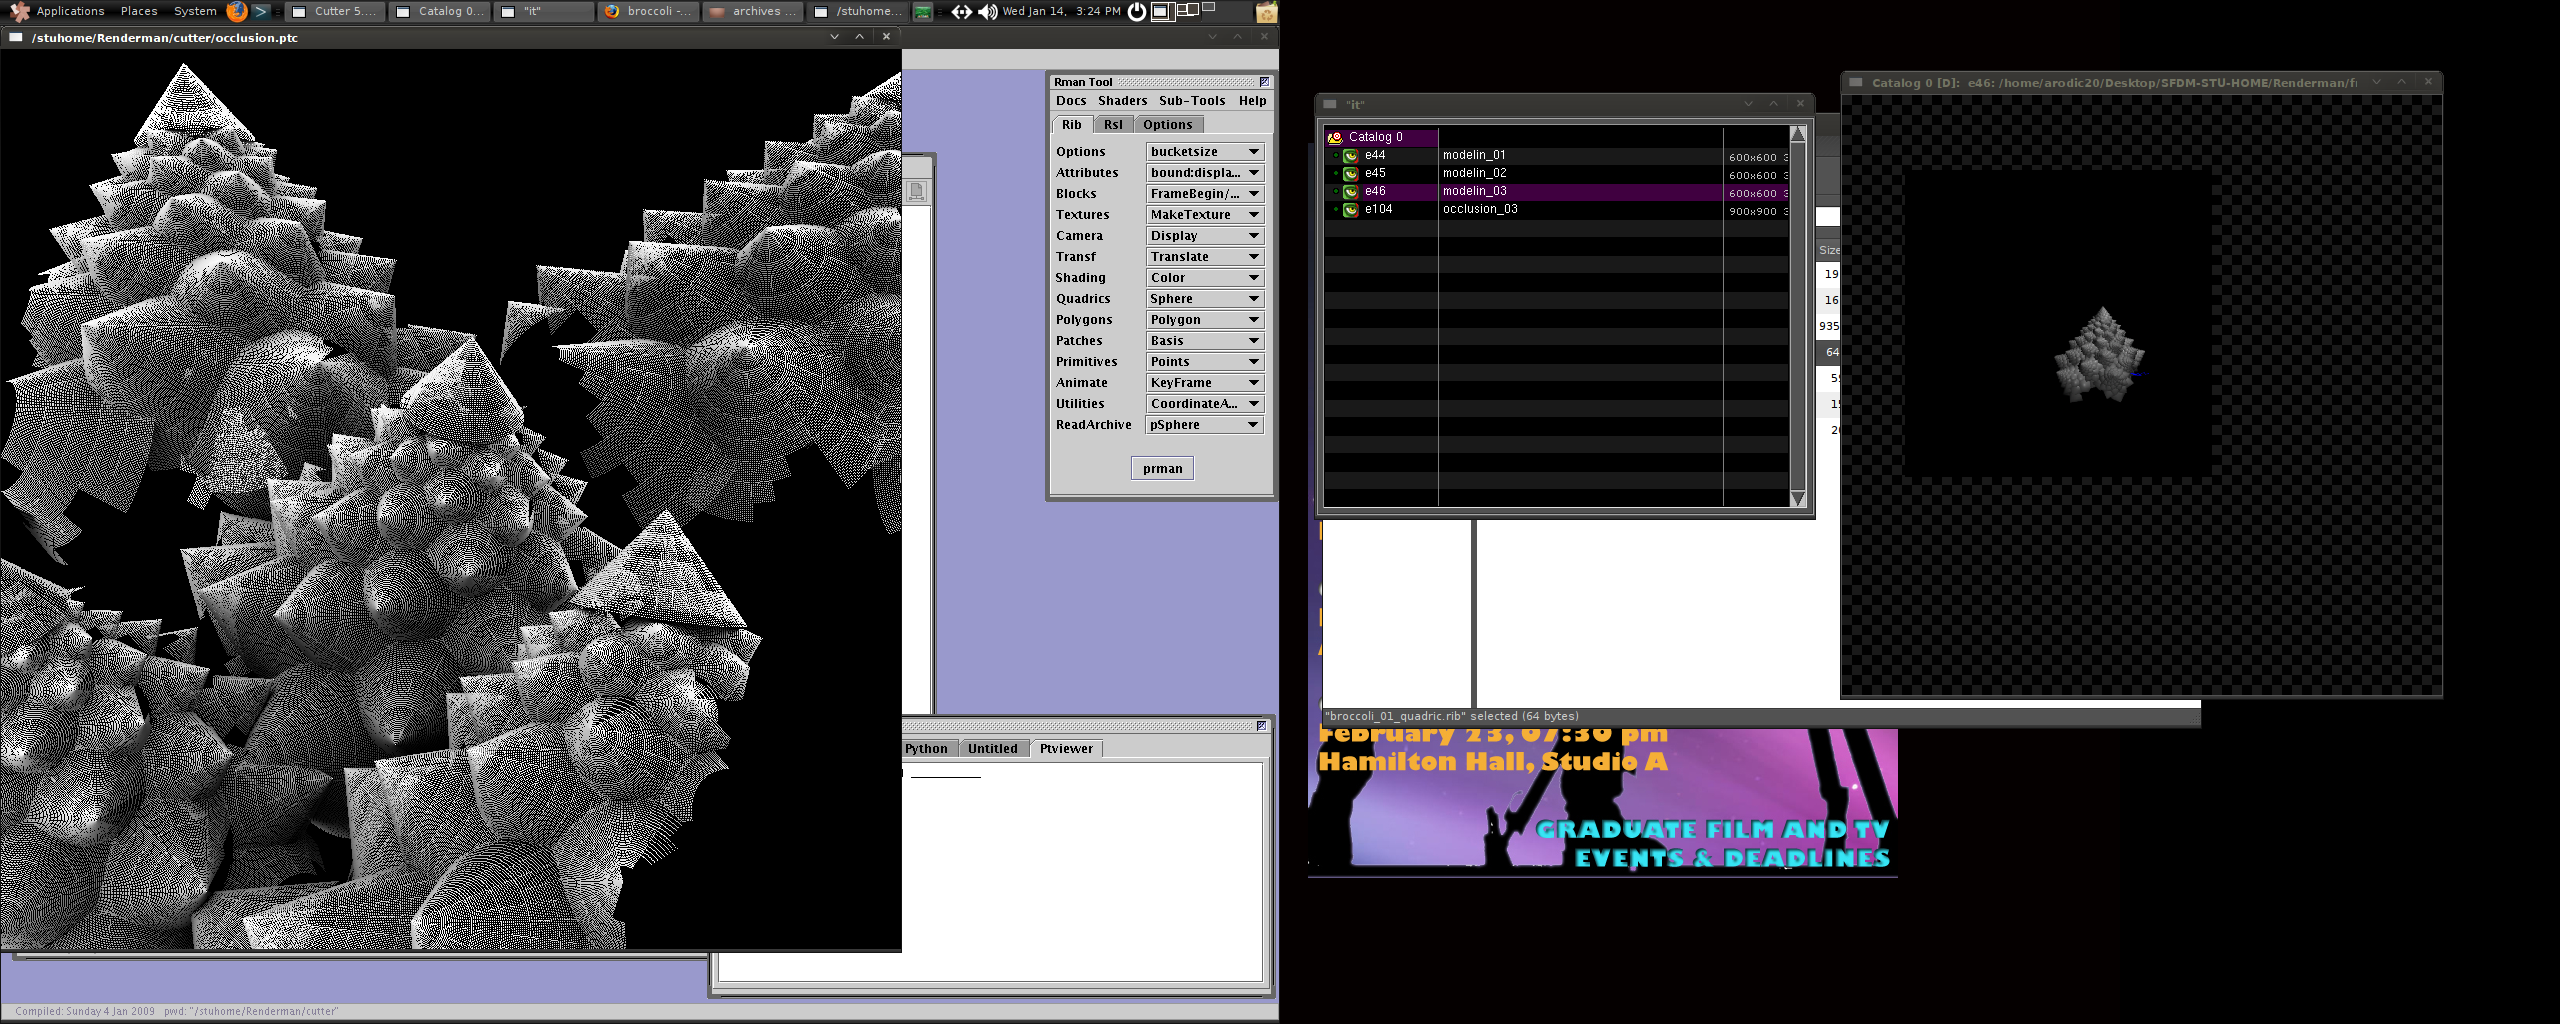 Applications Places System Cutter 5.... Catalog 0... "it" broccoli -... archives ... /stuhome... Wed Jan 14, 3:24 PM
/stuhome/Renderman/cutter/occlusion.ptc
Rman Tool
Docs Shaders Sub-Tools Help
Rib Rsl Options
Options bucketsize
Attributes bound:displa...
Blocks FrameBegin/...
Textures MakeTexture
Camera Display
Transf Translate
Shading Color
Quadrics Sphere
Polygons Polygon
Patches Basis
Primitives Points
Animate KeyFrame
Utilities CoordinateA...
ReadArchive pSphere
prman
Python Untitled Ptviewer
Compiled: Sunday 4 Jan 2009 pwd: "/stuhome/Renderman/cutter"
"it"
Catalog 0
e44 modelin_01 600x600 3
e45 modelin_02 600x600 3
e46 modelin_03 600x600 3
e104 occlusion_03 900x900 3
Size
19
16
935
64
Catalog 0 [D]: e46: /home/arodic20/Desktop/SFDM-STU-HOME/Renderman/
"broccoli_01_quadric.rib" selected (64 bytes)
February 23, 07:30 pm
Hamilton Hall, Studio A
GRADUATE FILM AND TV
EVENTS & DEADLINES